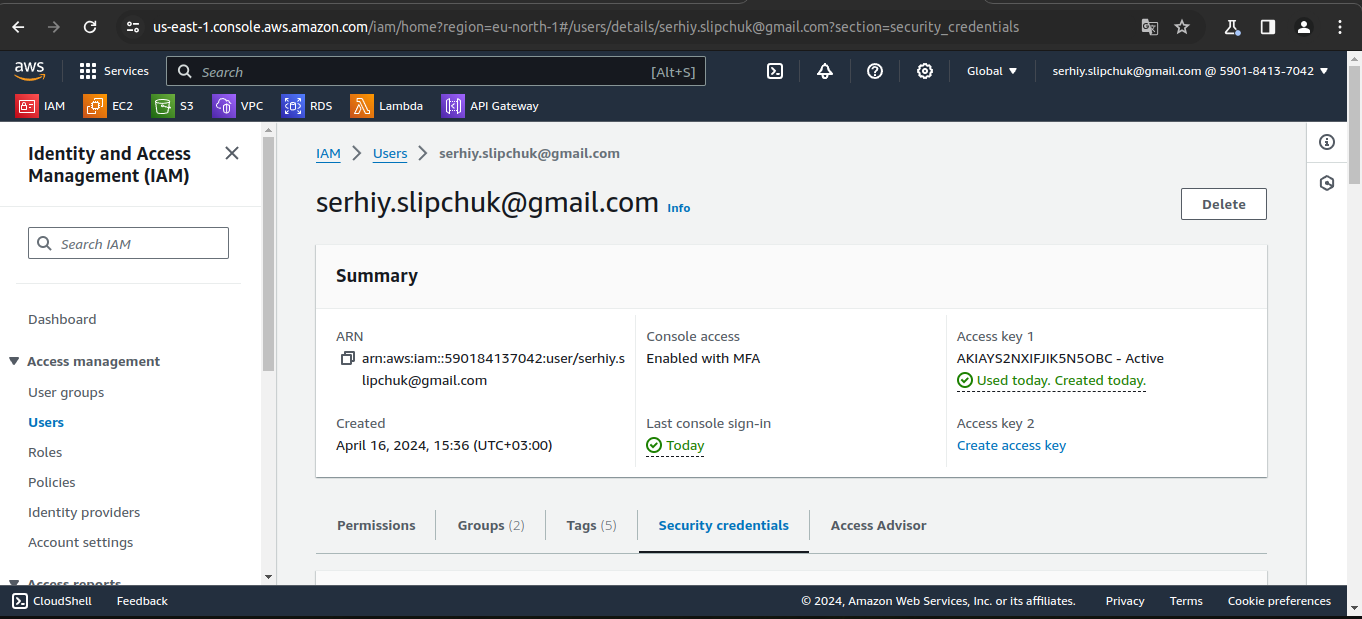 us-east-1.console.aws.amazon.com/iam/home?region=eu-north-1#/users/details/serhiy.slipchuk@gmail.com?section=security_credentials
aws Services Search [Alt+S] Global serhiy.slipchuk@gmail.com @ 5901-8413-7042
IAM EC2 S3 VPC RDS Lambda API Gateway
Identity and Access
Management (IAM)
Search IAM
Dashboard
Access management
User groups
Users
Roles
Policies
Identity providers
Account settings
Access reports
IAM > Users > serhiy.slipchuk@gmail.com
serhiy.slipchuk@gmail.com Info
Delete
Summary
ARN
arn:aws:iam::590184137042:user/serhiy.s
lipchuk@gmail.com
Created
April 16, 2024, 15:36 (UTC+03:00)
Console access
Enabled with MFA
Last console sign-in
Today
Access key 1
AKIAYS2NXIFJIK5N5OBC - Active
Used today. Created today.
Access key 2
Create access key
Permissions Groups (2) Tags (5) Security credentials Access Advisor
CloudShell Feedback © 2024, Amazon Web Services, Inc. or its affiliates. Privacy Terms Cookie preferences